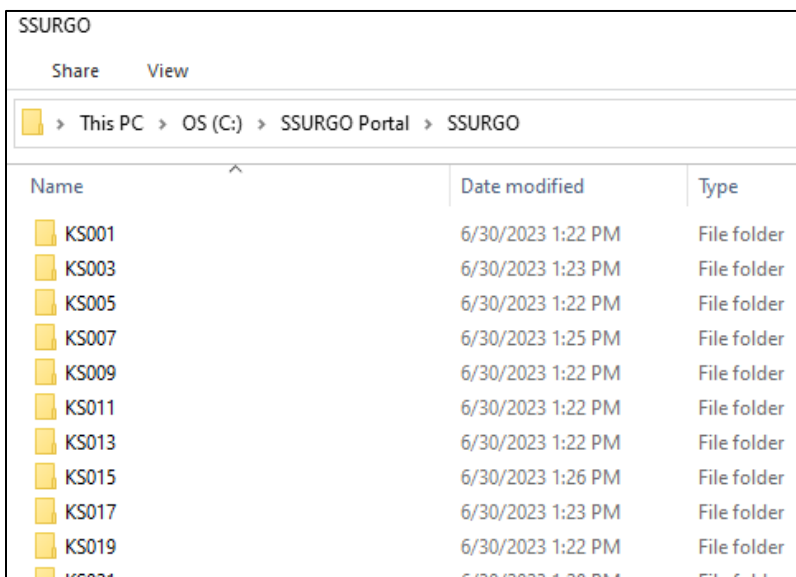 SSURGO
Share View
This PC > OS (C:) > SSURGO Portal > SSURGO
Name Date modified Type
KS001 6/30/2023 1:22 PM File folder
KS003 6/30/2023 1:23 PM File folder
KS005 6/30/2023 1:22 PM File folder
KS007 6/30/2023 1:25 PM File folder
KS009 6/30/2023 1:22 PM File folder
KS011 6/30/2023 1:22 PM File folder
KS013 6/30/2023 1:22 PM File folder
KS015 6/30/2023 1:26 PM File folder
KS017 6/30/2023 1:23 PM File folder
KS019 6/30/2023 1:22 PM File folder